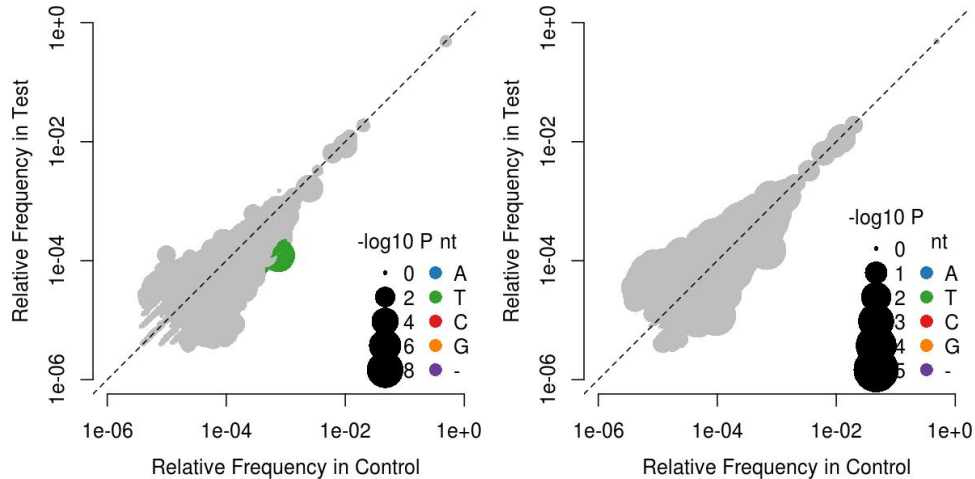 Relative Frequency in Test
1e+0
1e-02
1e-04
1e-06
-log10 P nt
0 A
2 T
4 C
6 G
8 -
1e-06 1e-04 1e-02 1e+0
Relative Frequency in Control
Relative Frequency in Test
1e+0
1e-02
1e-04
1e-06
-log10 P
nt
0
1 A
2 T
3 C
4 G
5 -
1e-06 1e-04 1e-02 1e+0
Relative Frequency in Control